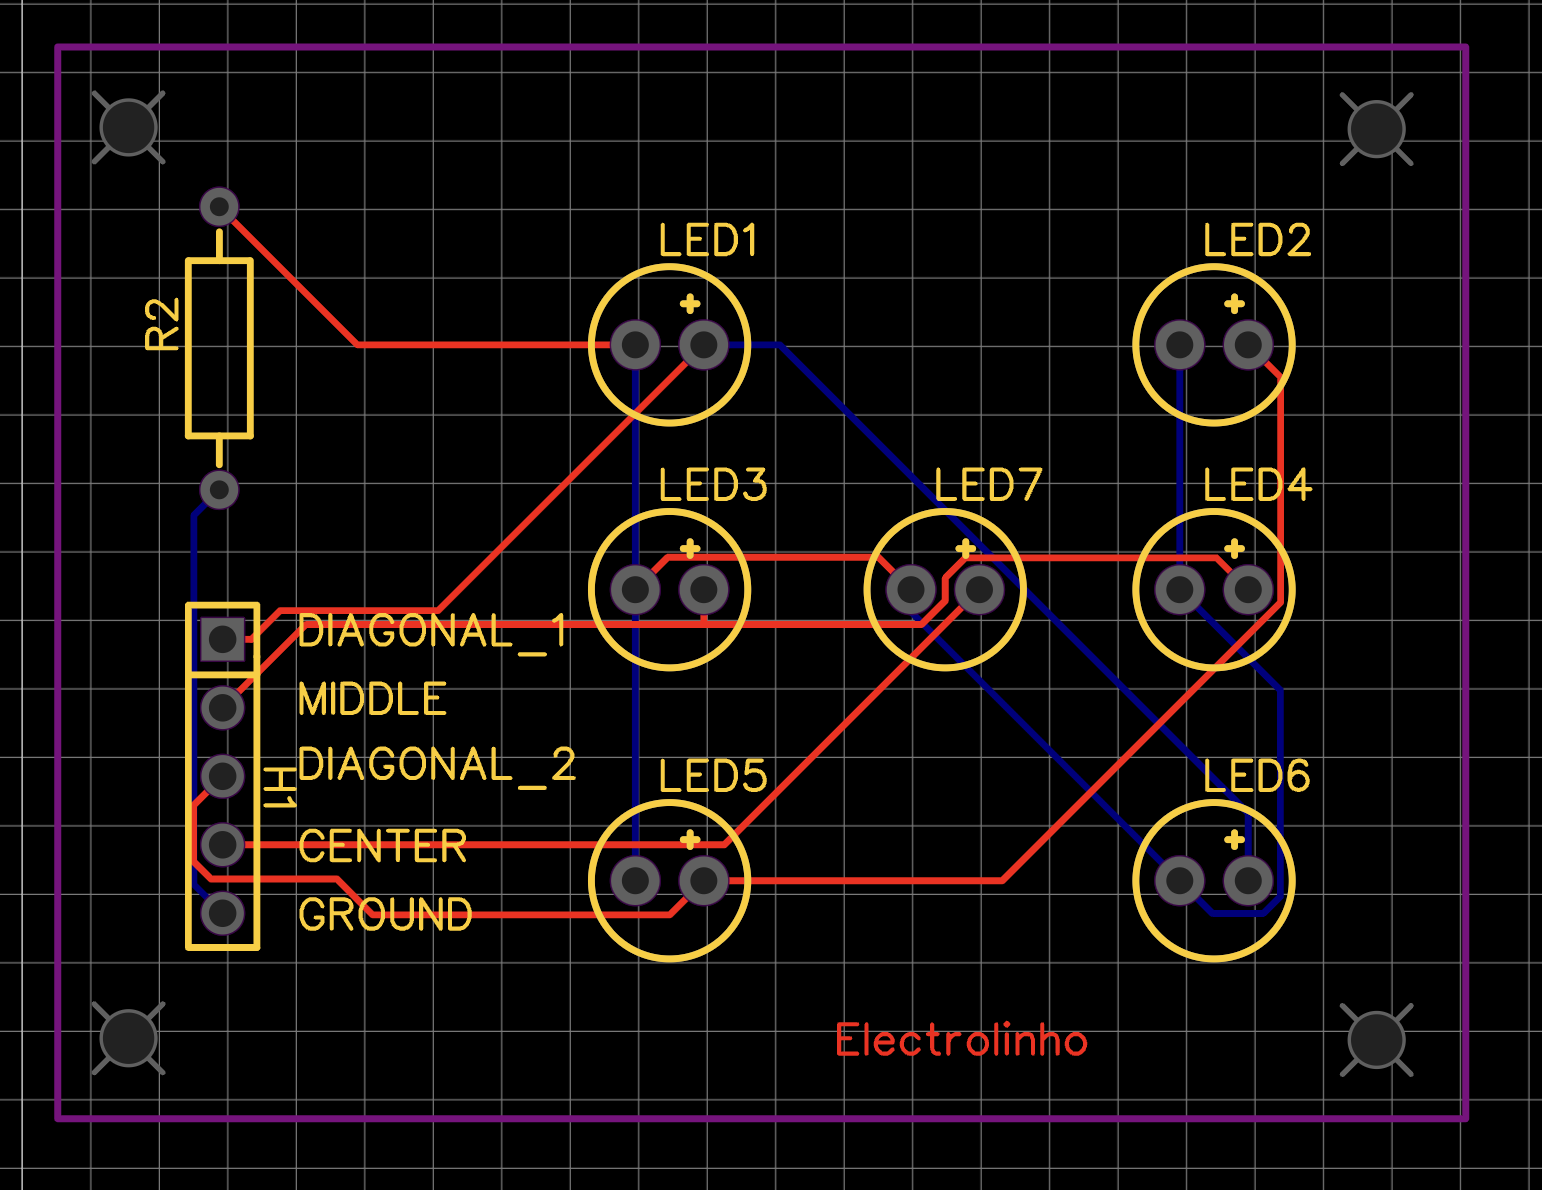 LED1
LED2
R2
LED3
LED7
LED4
DIAGONAL_1
MIDDLE
DIAGONAL_2
H1
LED5
LED6
CENTER
GROUND
Electrolinho